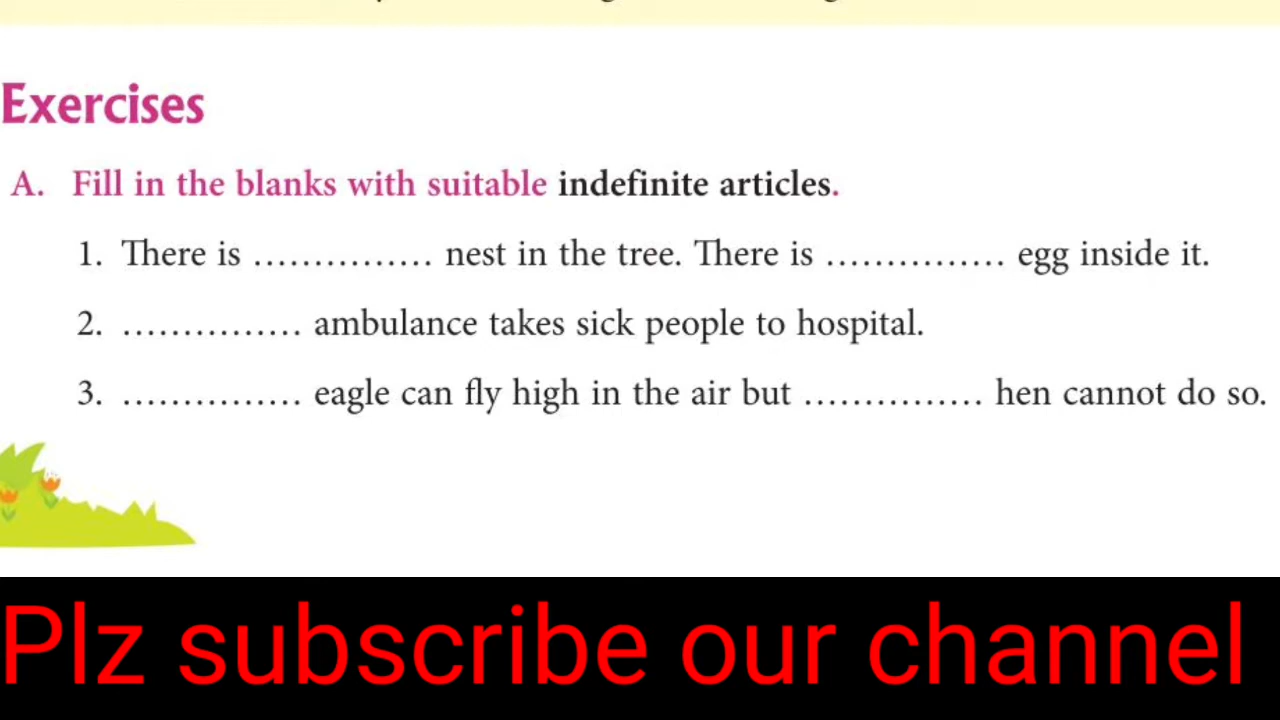 Exercises
A. Fill in the blanks with suitable indefinite articles.
1. There is ............... nest in the tree. There is ............... egg inside it.
2. ............... ambulance takes sick people to hospital.
3. ............... eagle can fly high in the air but ............... hen cannot do so.
Plz subscribe our channel